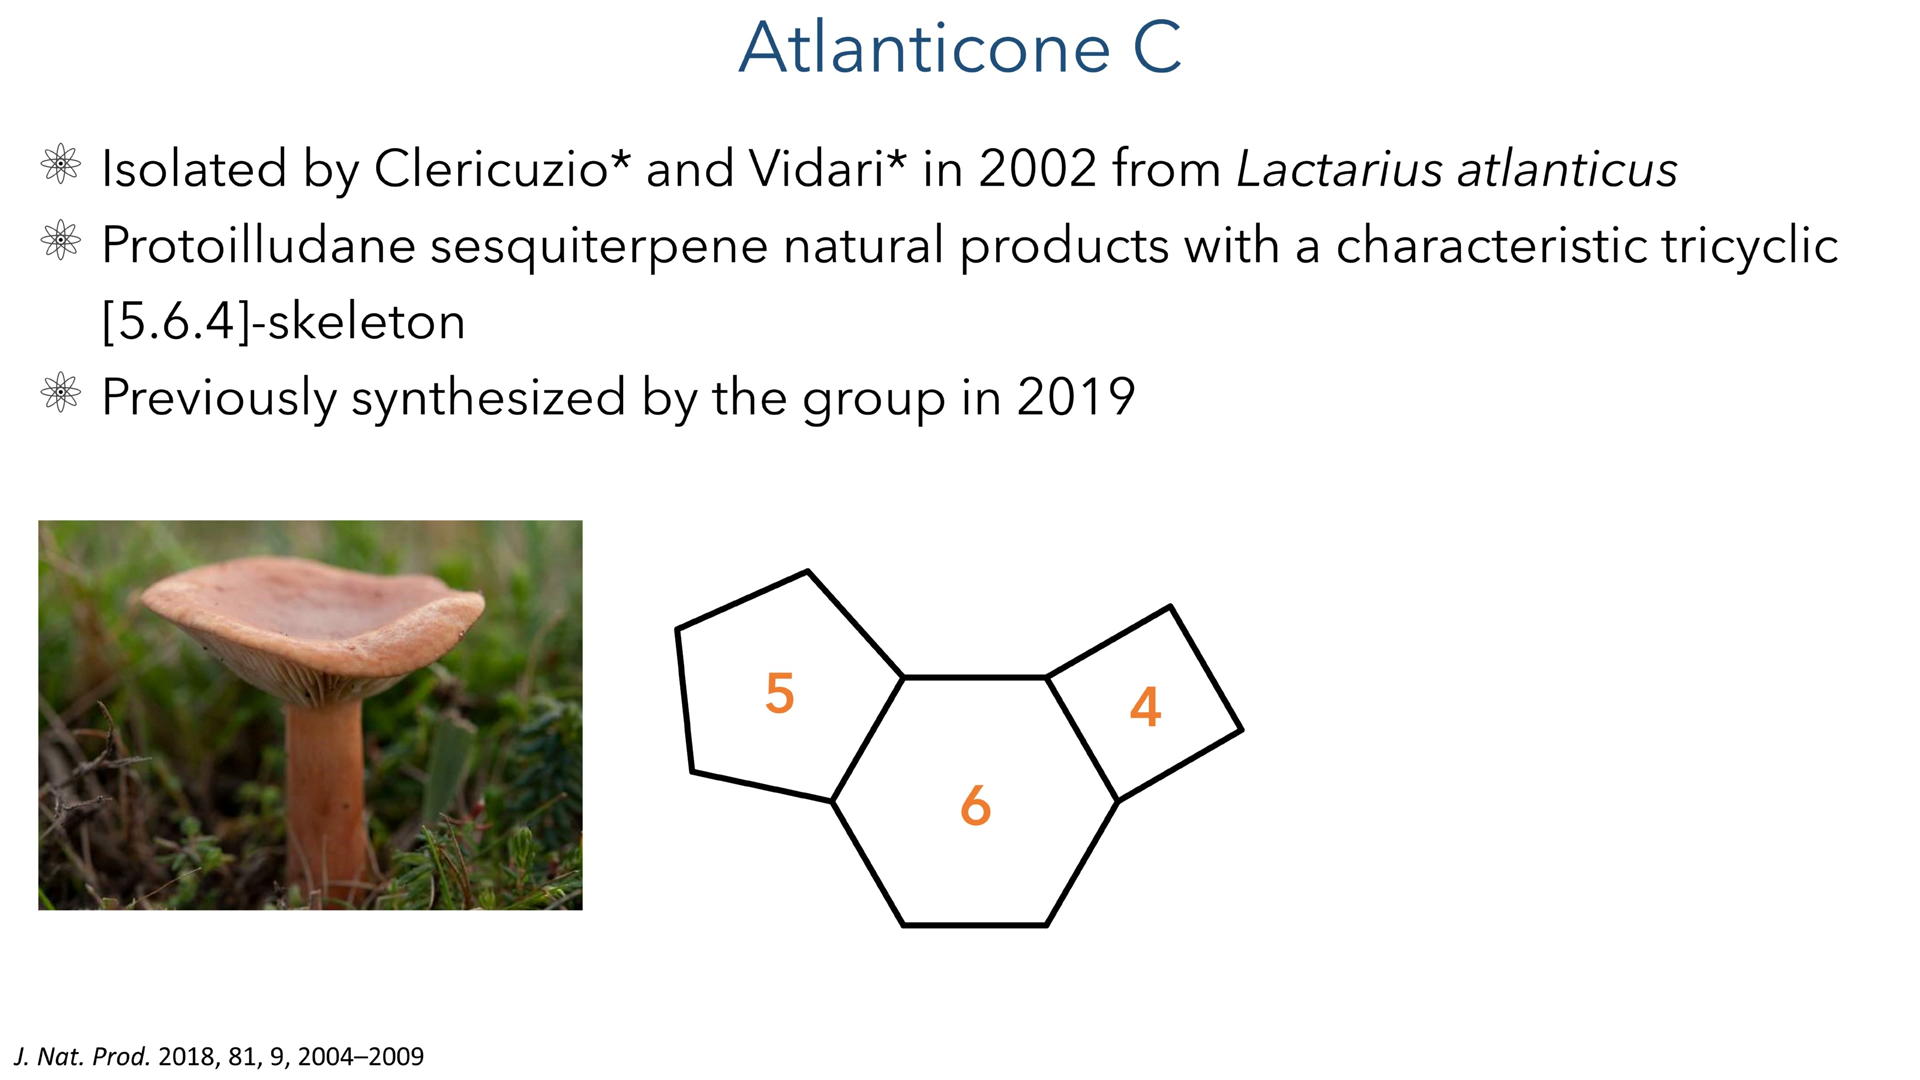 Atlanticone C
Isolated by Clericuzio* and Vidari* in 2002 from Lactarius atlanticus
Protoilludane sesquiterpene natural products with a characteristic tricyclic
[5.6.4]-skeleton
Previously synthesized by the group in 2019
5
4
6
J. Nat. Prod. 2018, 81, 9, 2004–2009